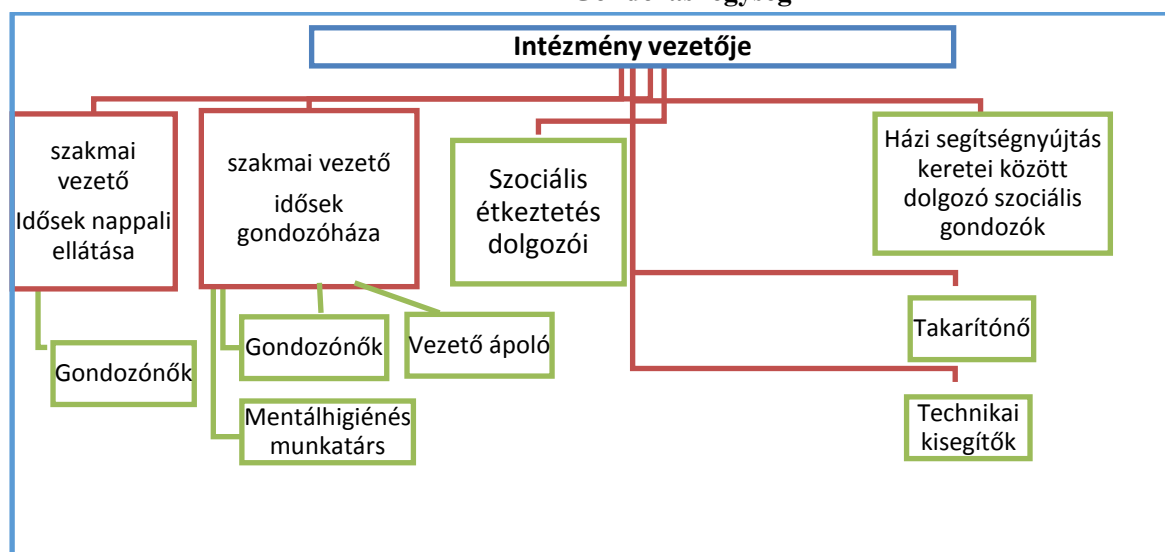 Intézmény vezetője
szakmai
vezető
Idősek nappali
ellátása
szakmai vezető
idősek
gondozóháza
Szociális
étkeztetés
dolgozói
Házi segítségnyújtás
keretei között
dolgozó szociális
gondozók
Gondozónők
Gondozónők
Mentálhigiénés
munkatárs
Vezető ápoló
Takarítónő
Technikai
kisegítők